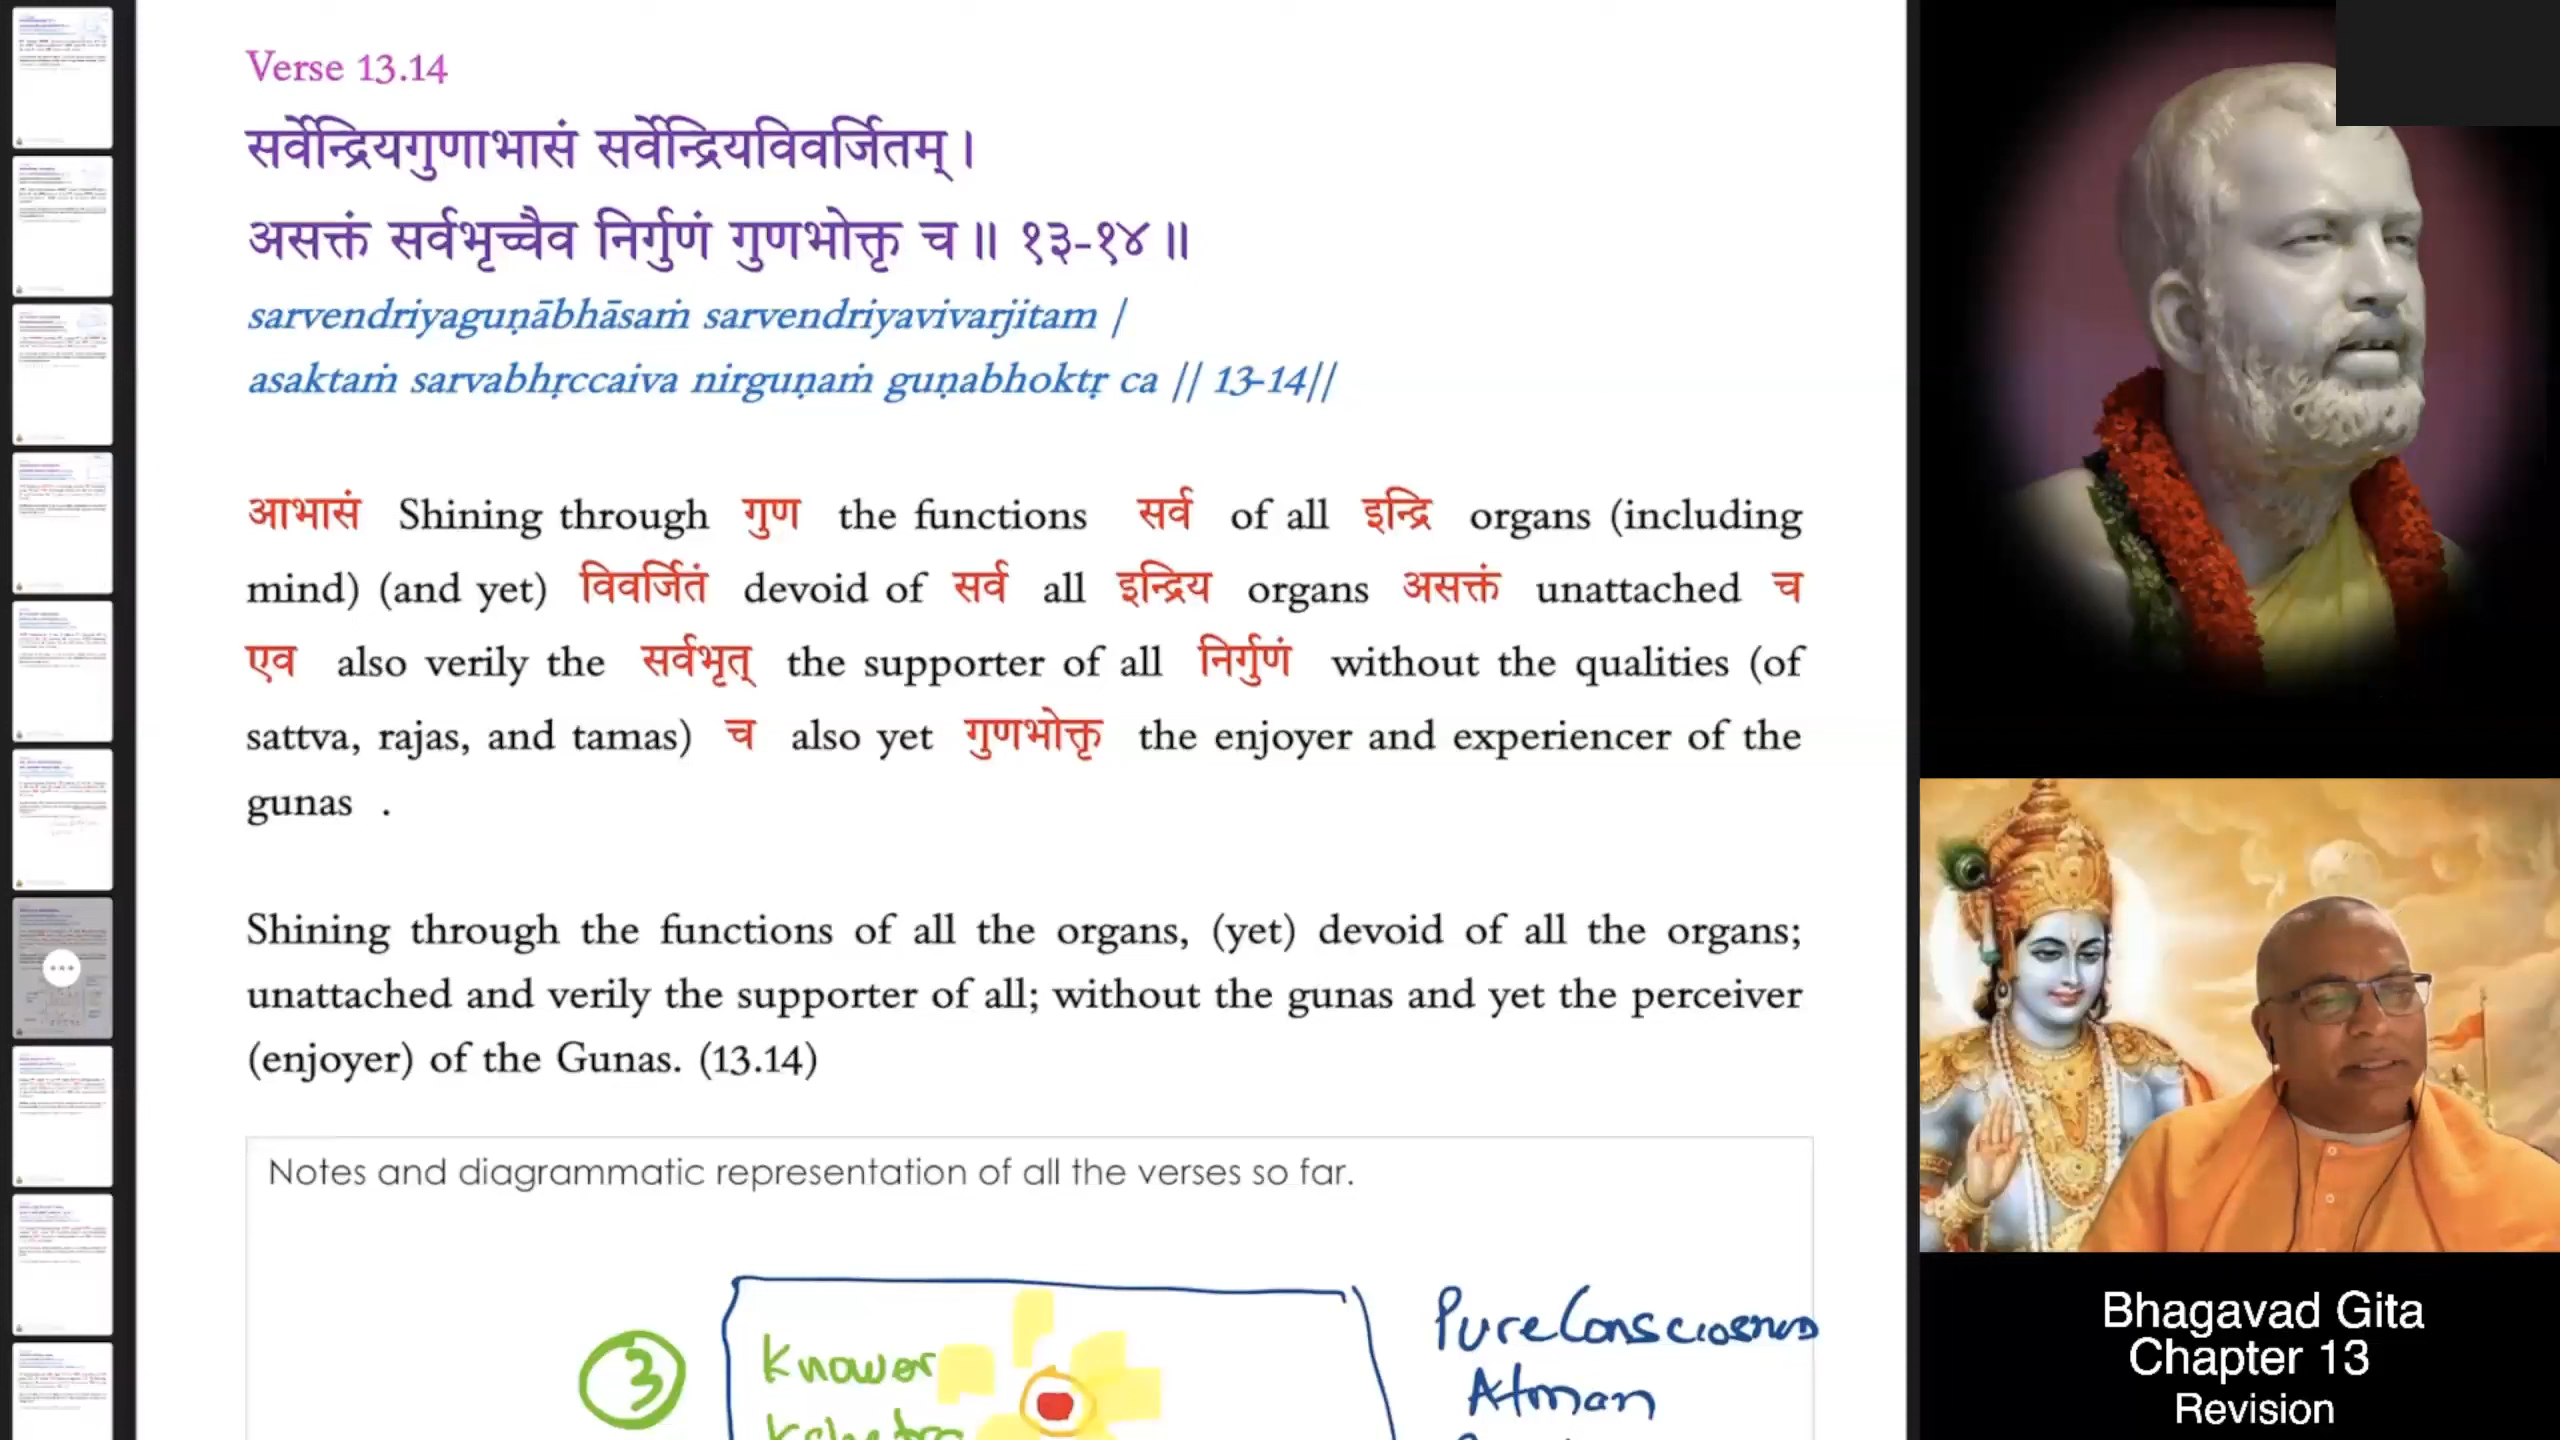 Verse 13.14
सर्वेन्द्रियगुणाभासं सर्वेन्द्रियविवर्जितम् ।
असक्तं सर्वभृच्चैव निर्गुणं गुणभोक्तृ च ॥ १३-१४ ॥
sarvendriyaguṇābhāsaṁ sarvendriyavivarjitam |
asaktaṁ sarvabhṛccaiva nirguṇaṁ guṇabhoktṛ ca || 13-14||
आभासं Shining through गुण the functions सर्व of all इन्द्रि organs (including
mind) (and yet) विवर्जितं devoid of सर्व all इन्द्रिय organs असक्तं unattached च
एव also verily the सर्वभृत् the supporter of all निर्गुणं without the qualities (of
sattva, rajas, and tamas) च also yet गुणभोक्तृ the enjoyer and experiencer of the
gunas .
Shining through the functions of all the organs, (yet) devoid of all the organs;
unattached and verily the supporter of all; without the gunas and yet the perceiver
(enjoyer) of the Gunas. (13.14)
Notes and diagrammatic representation of all the verses so far.
3
Knower
Pure Consciosness
Atman
Bhagavad Gita
Chapter 13
Revision